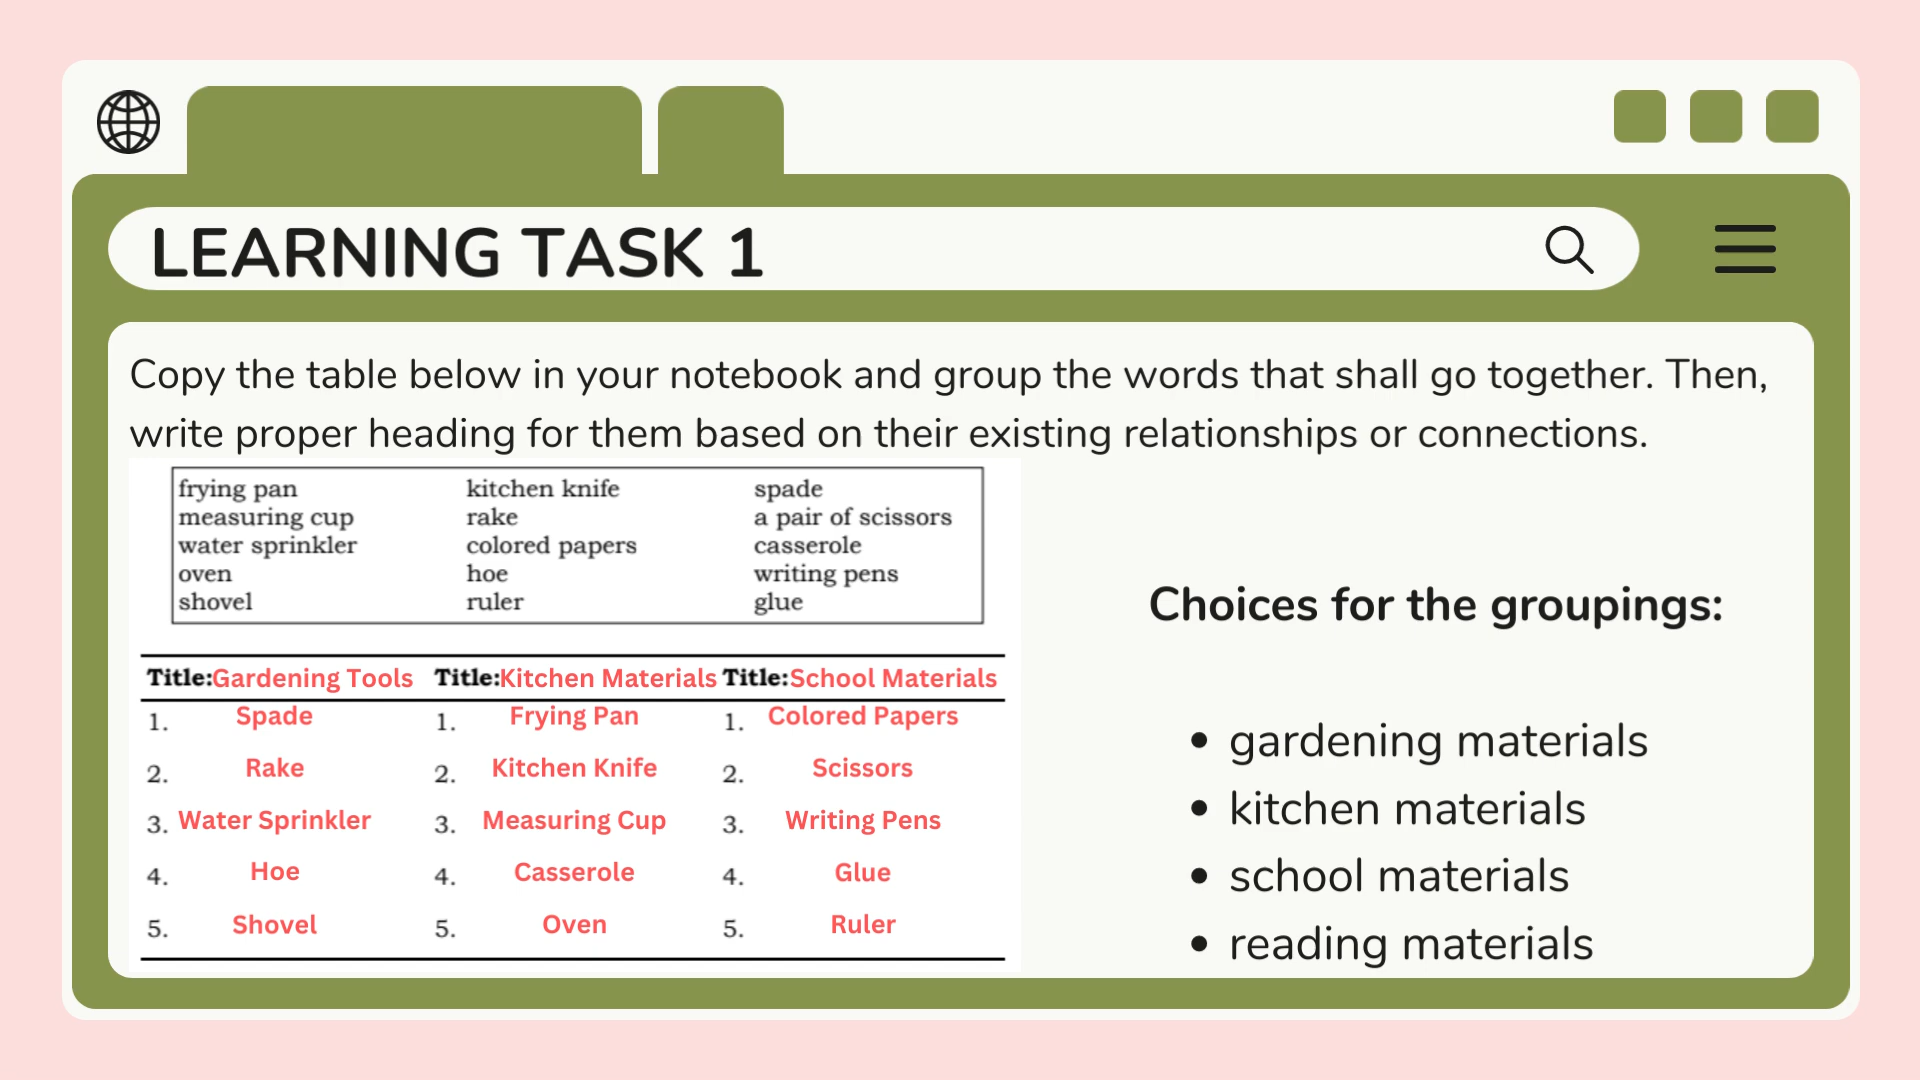 LEARNING TASK 1
Copy the table below in your notebook and group the words that shall go together. Then,
write proper heading for them based on their existing relationships or connections.
frying pan kitchen knife spade
measuring cup rake a pair of scissors
water sprinkler colored papers casserole
oven hoe writing pens
shovel ruler glue
Title:Gardening Tools Title:Kitchen Materials Title:School Materials
1. Spade 1. Frying Pan 1. Colored Papers
2. Rake 2. Kitchen Knife 2. Scissors
3. Water Sprinkler 3. Measuring Cup 3. Writing Pens
4. Hoe 4. Casserole 4. Glue
5. Shovel 5. Oven 5. Ruler
Choices for the groupings:
• gardening materials
• kitchen materials
• school materials
• reading materials